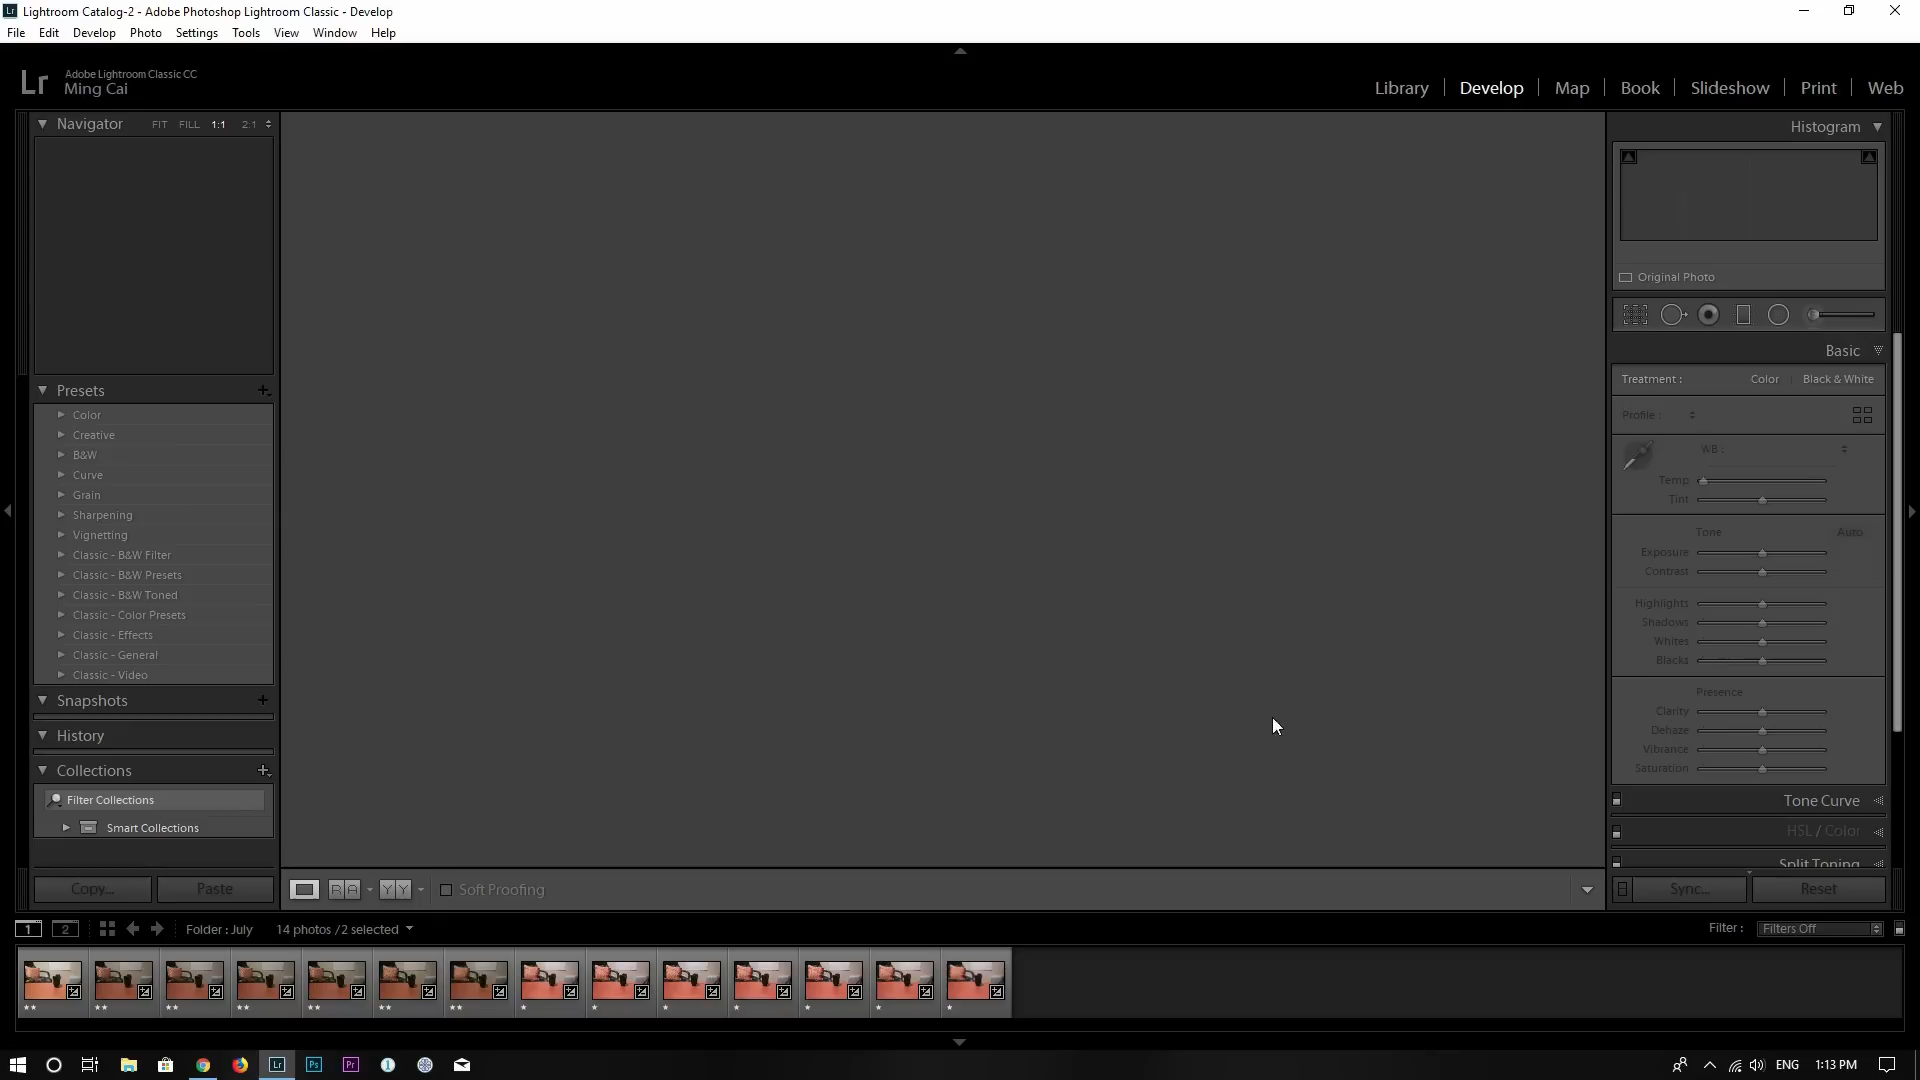 Lightroom Catalog-2 - Adobe Photoshop Lightroom Classic - Develop
File Edit Develop Photo Settings Tools View Window Help
Lr Adobe Lightroom Classic CC
Ming Cai
Library Develop Map Book Slideshow Print Web
Navigator FIT FILL 1:1 2:1
Histogram
Original Photo
Basic
Treatment : Color Black & White
Profile :
WB :
Temp
Tint
Tone Auto
Exposure
Contrast
Highlights
Shadows
Whites
Blacks
Presence
Clarity
Dehaze
Vibrance
Saturation
Tone Curve
HSL / Color
Split Toning
Presets
Color
Creative
B&W
Curve
Grain
Sharpening
Vignetting
Classic - B&W Filter
Classic - B&W Presets
Classic - B&W Toned
Classic - Color Presets
Classic - Effects
Classic - General
Classic - Video
Snapshots
History
Collections
Filter Collections
Smart Collections
Copy... Paste
R A Y Y Soft Proofing
Sync... Reset
1 2 Folder : July 14 photos /2 selected
Filter : Filters Off
Lr Ps Pr
ENG 1:13 PM